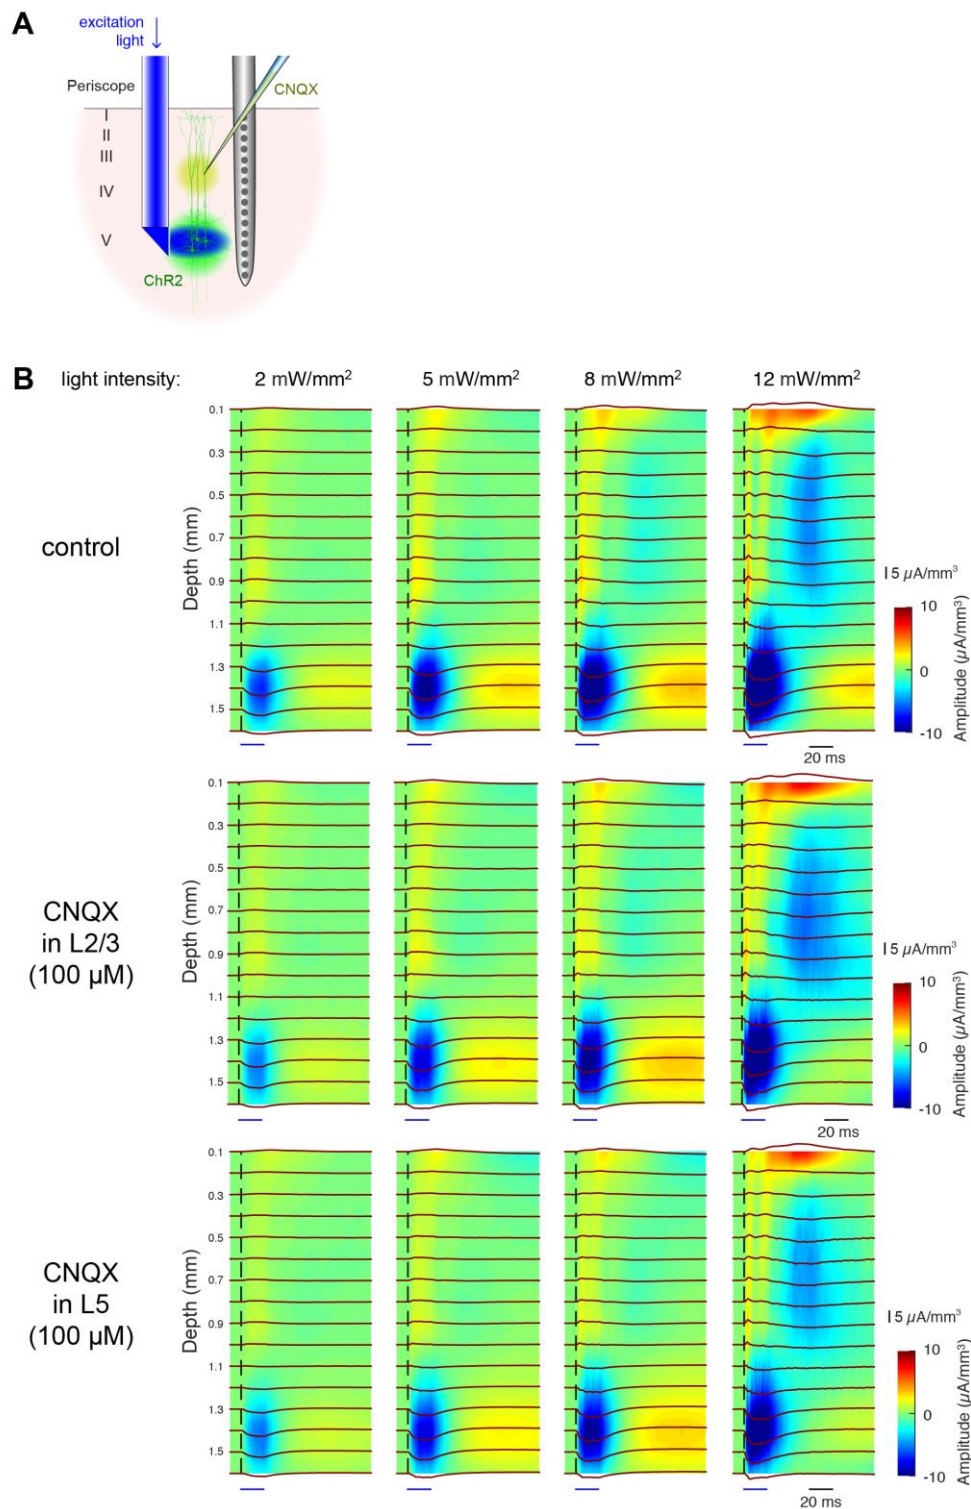 A
excitation
light
Periscope
CNQX
I
II
III
IV
V
ChR2
B
light intensity:
2 mW/mm²
5 mW/mm²
8 mW/mm²
12 mW/mm²
control
Depth (mm)
0.1
0.3
0.5
0.7
0.9
1.1
1.3
1.5
5 µA/mm³
10
0
-10
Amplitude (µA/mm³)
20 ms
CNQX
in L2/3
(100 µM)
Depth (mm)
0.1
0.3
0.5
0.7
0.9
1.1
1.3
1.5
5 µA/mm³
10
0
-10
Amplitude (µA/mm³)
20 ms
CNQX
in L5
(100 µM)
Depth (mm)
0.1
0.3
0.5
0.7
0.9
1.1
1.3
1.5
5 µA/mm³
10
0
-10
Amplitude (µA/mm³)
20 ms